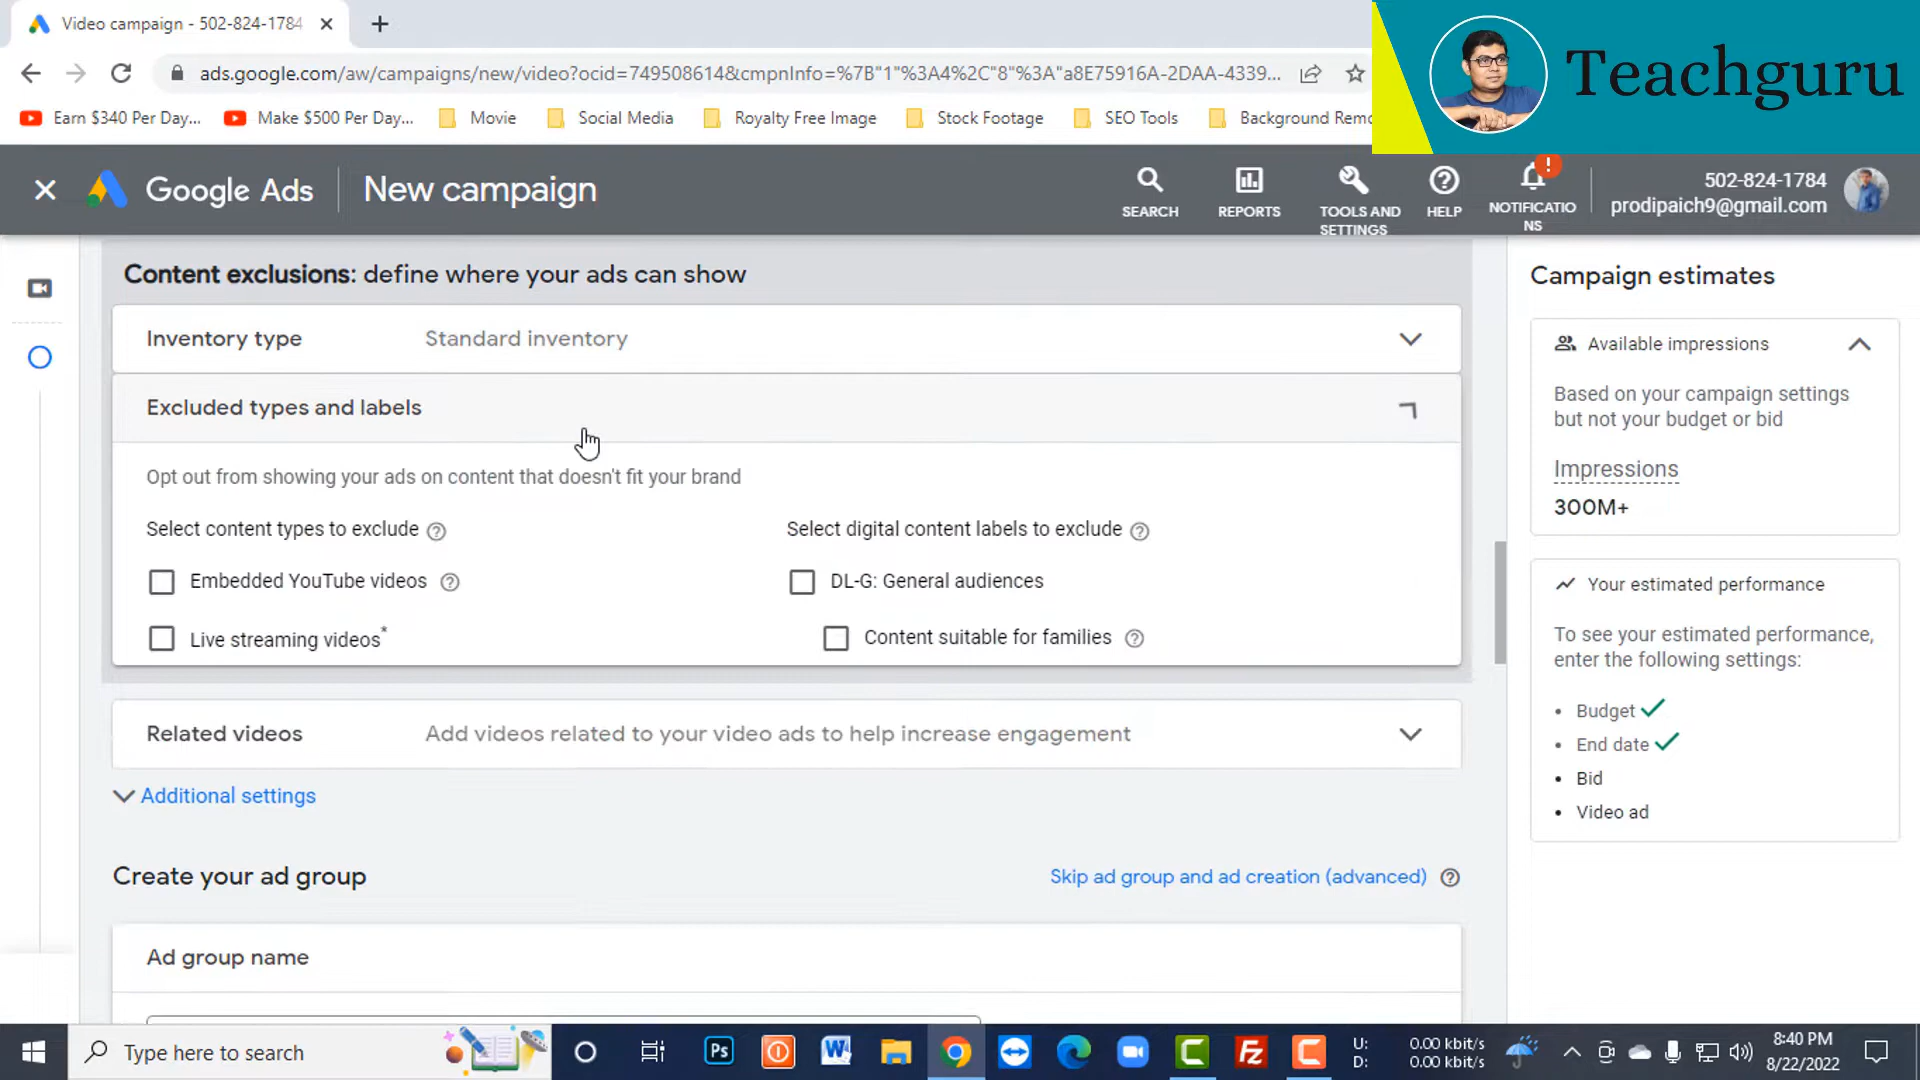 Video campaign - 502-824-1784
Teachguru
ads.google.com/aw/campaigns/new/video?ocid=749508614&cmpnInfo=%7B"1"%3A4%2C"8"%3A"a8E75916A-2DAA-4339...
Earn $340 Per Day... Make $500 Per Day... Movie Social Media Royalty Free Image Stock Footage SEO Tools Background Remo
Google Ads New campaign
SEARCH REPORTS TOOLS AND SETTINGS HELP NOTIFICATIO NS
!
502-824-1784
prodipaich9@gmail.com
Content exclusions: define where your ads can show
Inventory type Standard inventory
Excluded types and labels
Opt out from showing your ads on content that doesn't fit your brand
Select content types to exclude Select digital content labels to exclude
Embedded YouTube videos DL-G: General audiences
Live streaming videos* Content suitable for families
Related videos Add videos related to your video ads to help increase engagement
Additional settings
Create your ad group Skip ad group and ad creation (advanced)
Ad group name
Campaign estimates
Available impressions
Based on your campaign settings
but not your budget or bid
Impressions
300M+
Your estimated performance
To see your estimated performance,
enter the following settings:
• Budget
• End date
• Bid
• Video ad
Type here to search
Ps
W
Fz
U: 0.00 kbit/s
D: 0.00 kbit/s
8:40 PM
8/22/2022